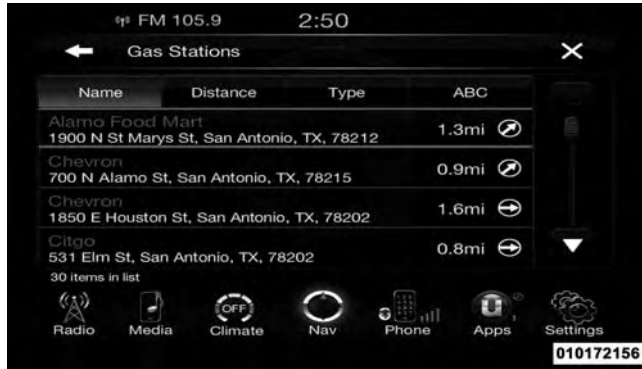 FM 105.9 2:50
Gas Stations
Name Distance Type ABC
Alamo Food Mart
1900 N St Marys St, San Antonio, TX, 78212 1.3mi
Chevron
700 N Alamo St, San Antonio, TX, 78215 0.9mi
Chevron
1850 E Houston St, San Antonio, TX, 78202 1.6mi
Citgo
531 Elm St, San Antonio, TX, 78202 0.8mi
30 items in list
OFF
Radio Media Climate Nav Phone Apps Settings
010172156